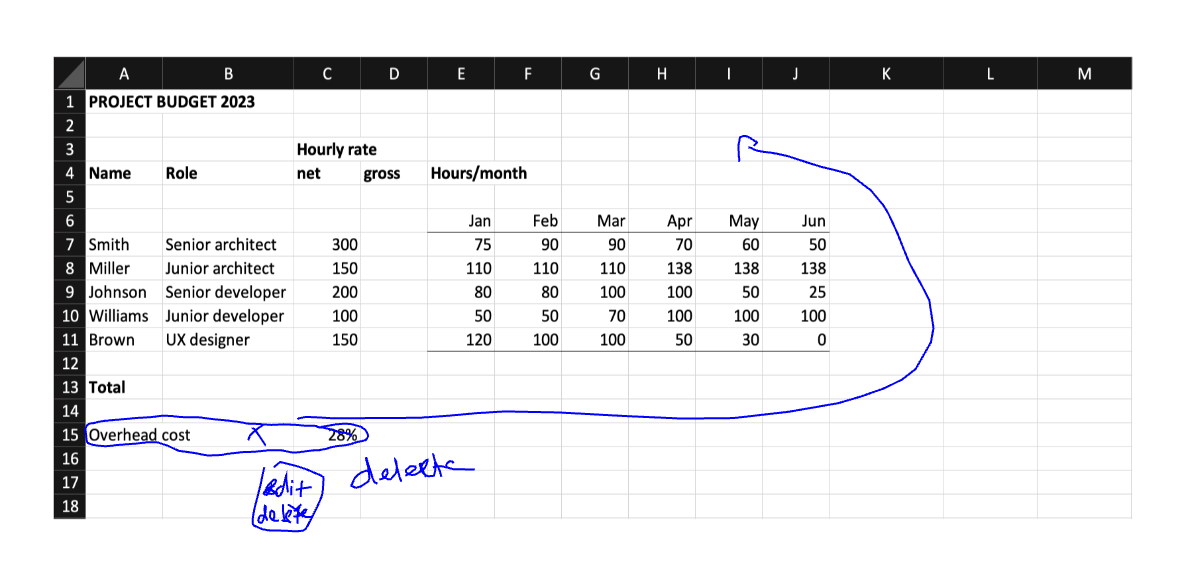 A B C D E F G H I J K L M
1 PROJECT BUDGET 2023
2
3 Hourly rate
4 Name Role net gross Hours/month
5
6 Jan Feb Mar Apr May Jun
7 Smith Senior architect 300 75 90 90 70 60 50
8 Miller Junior architect 150 110 110 110 138 138 138
9 Johnson Senior developer 200 80 80 100 100 50 25
10 Williams Junior developer 100 50 50 70 100 100 100
11 Brown UX designer 150 120 100 100 50 30 0
12
13 Total
14
15 Overhead cost X 28%
16
17 edit
18